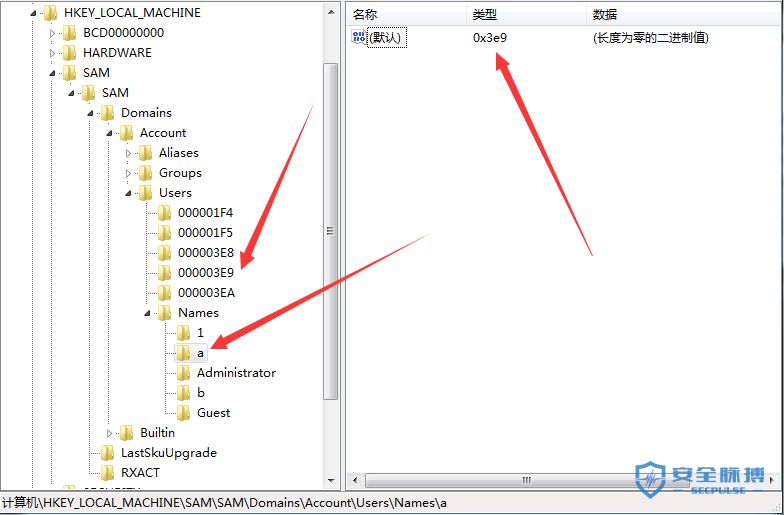 HKEY_LOCAL_MACHINE
BCD00000000
HARDWARE
SAM
SAM
Domains
Account
Aliases
Groups
Users
000001F4
000001F5
000003E8
000003E9
000003EA
Names
1
a
Administrator
b
Guest
Builtin
LastSkuUpgrade
RXACT
名称 类型 数据
(默认) 0x3e9 (长度为零的二进制值)
安全脉搏
SECPULSE
计算机\HKEY_LOCAL_MACHINE\SAM\SAM\Domains\Account\Users\Names\a